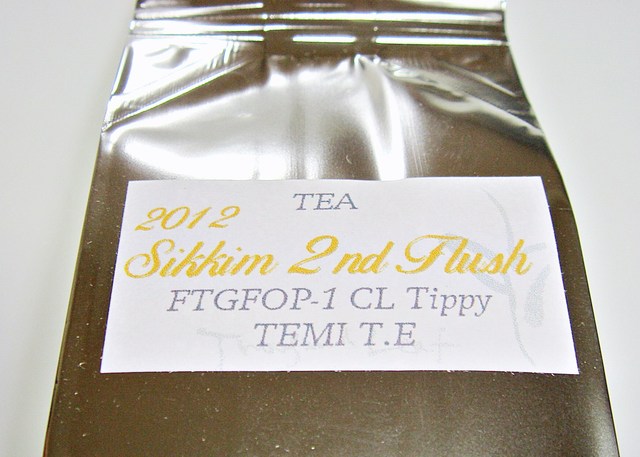 TEA
2012
Sikkim 2nd Flush
FTGFOP-1 CL Tippy
TEMI T.E